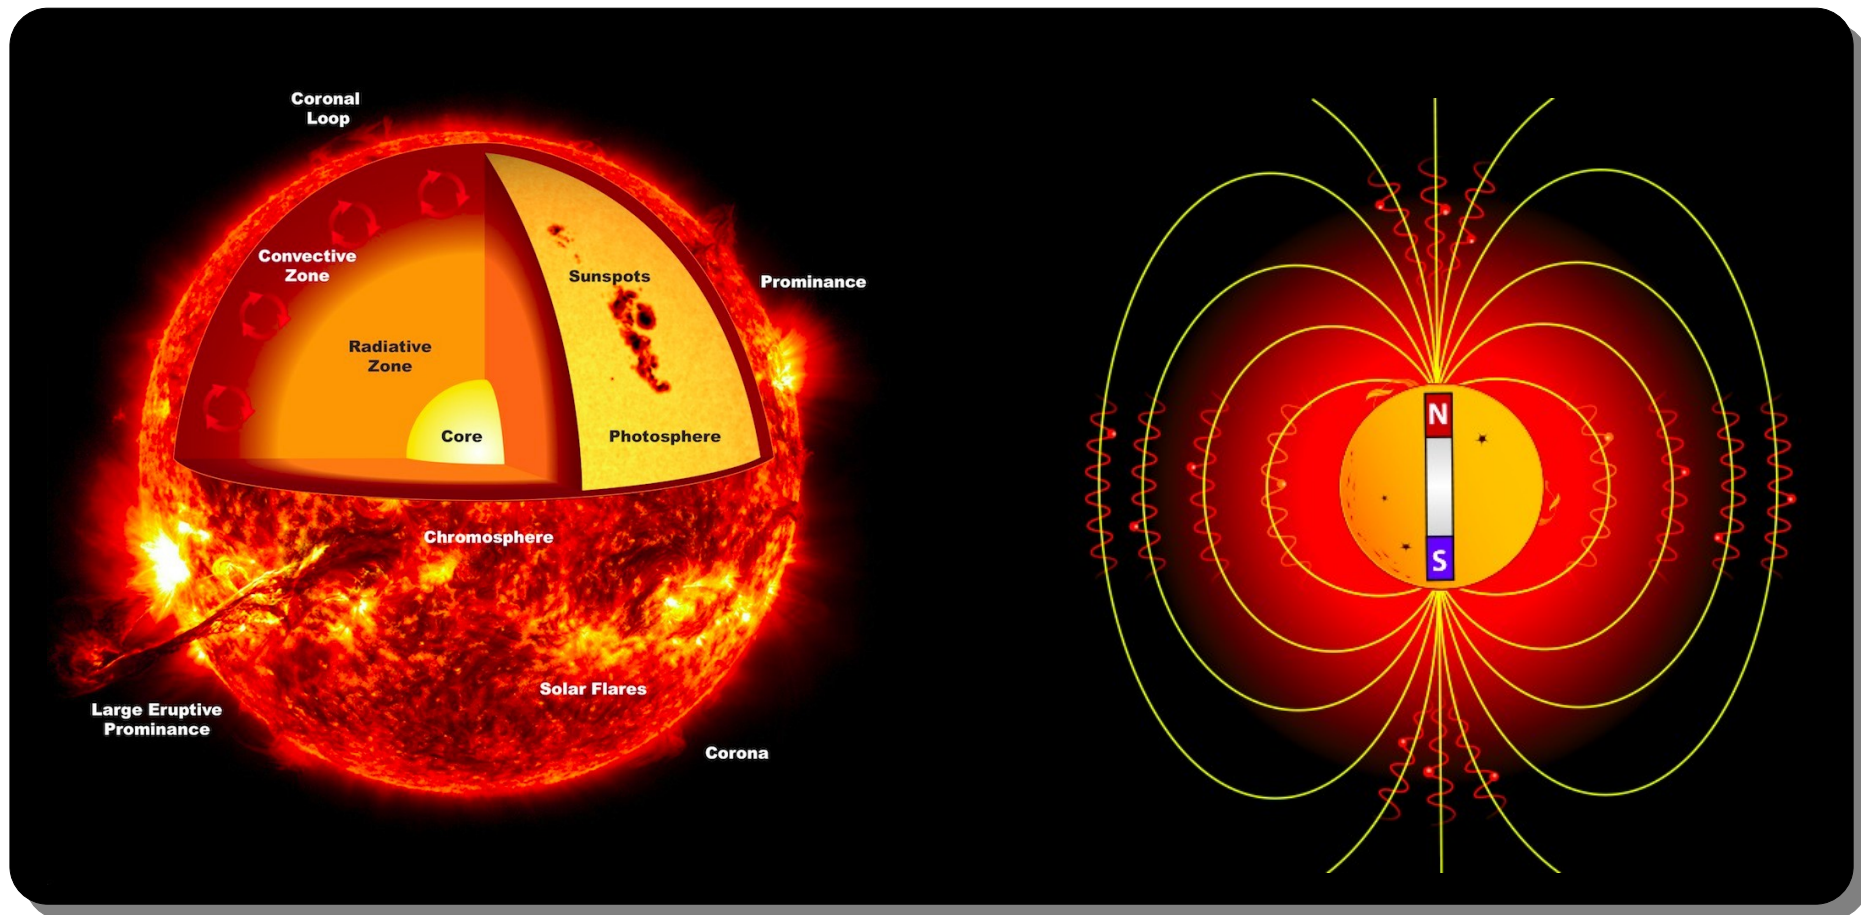 Coronal
Loop
Convective
Zone
Sunspots
Prominance
Radiative
Zone
Core
Photosphere
Chromosphere
Solar Flares
Large Eruptive
Prominance
Corona
N
S